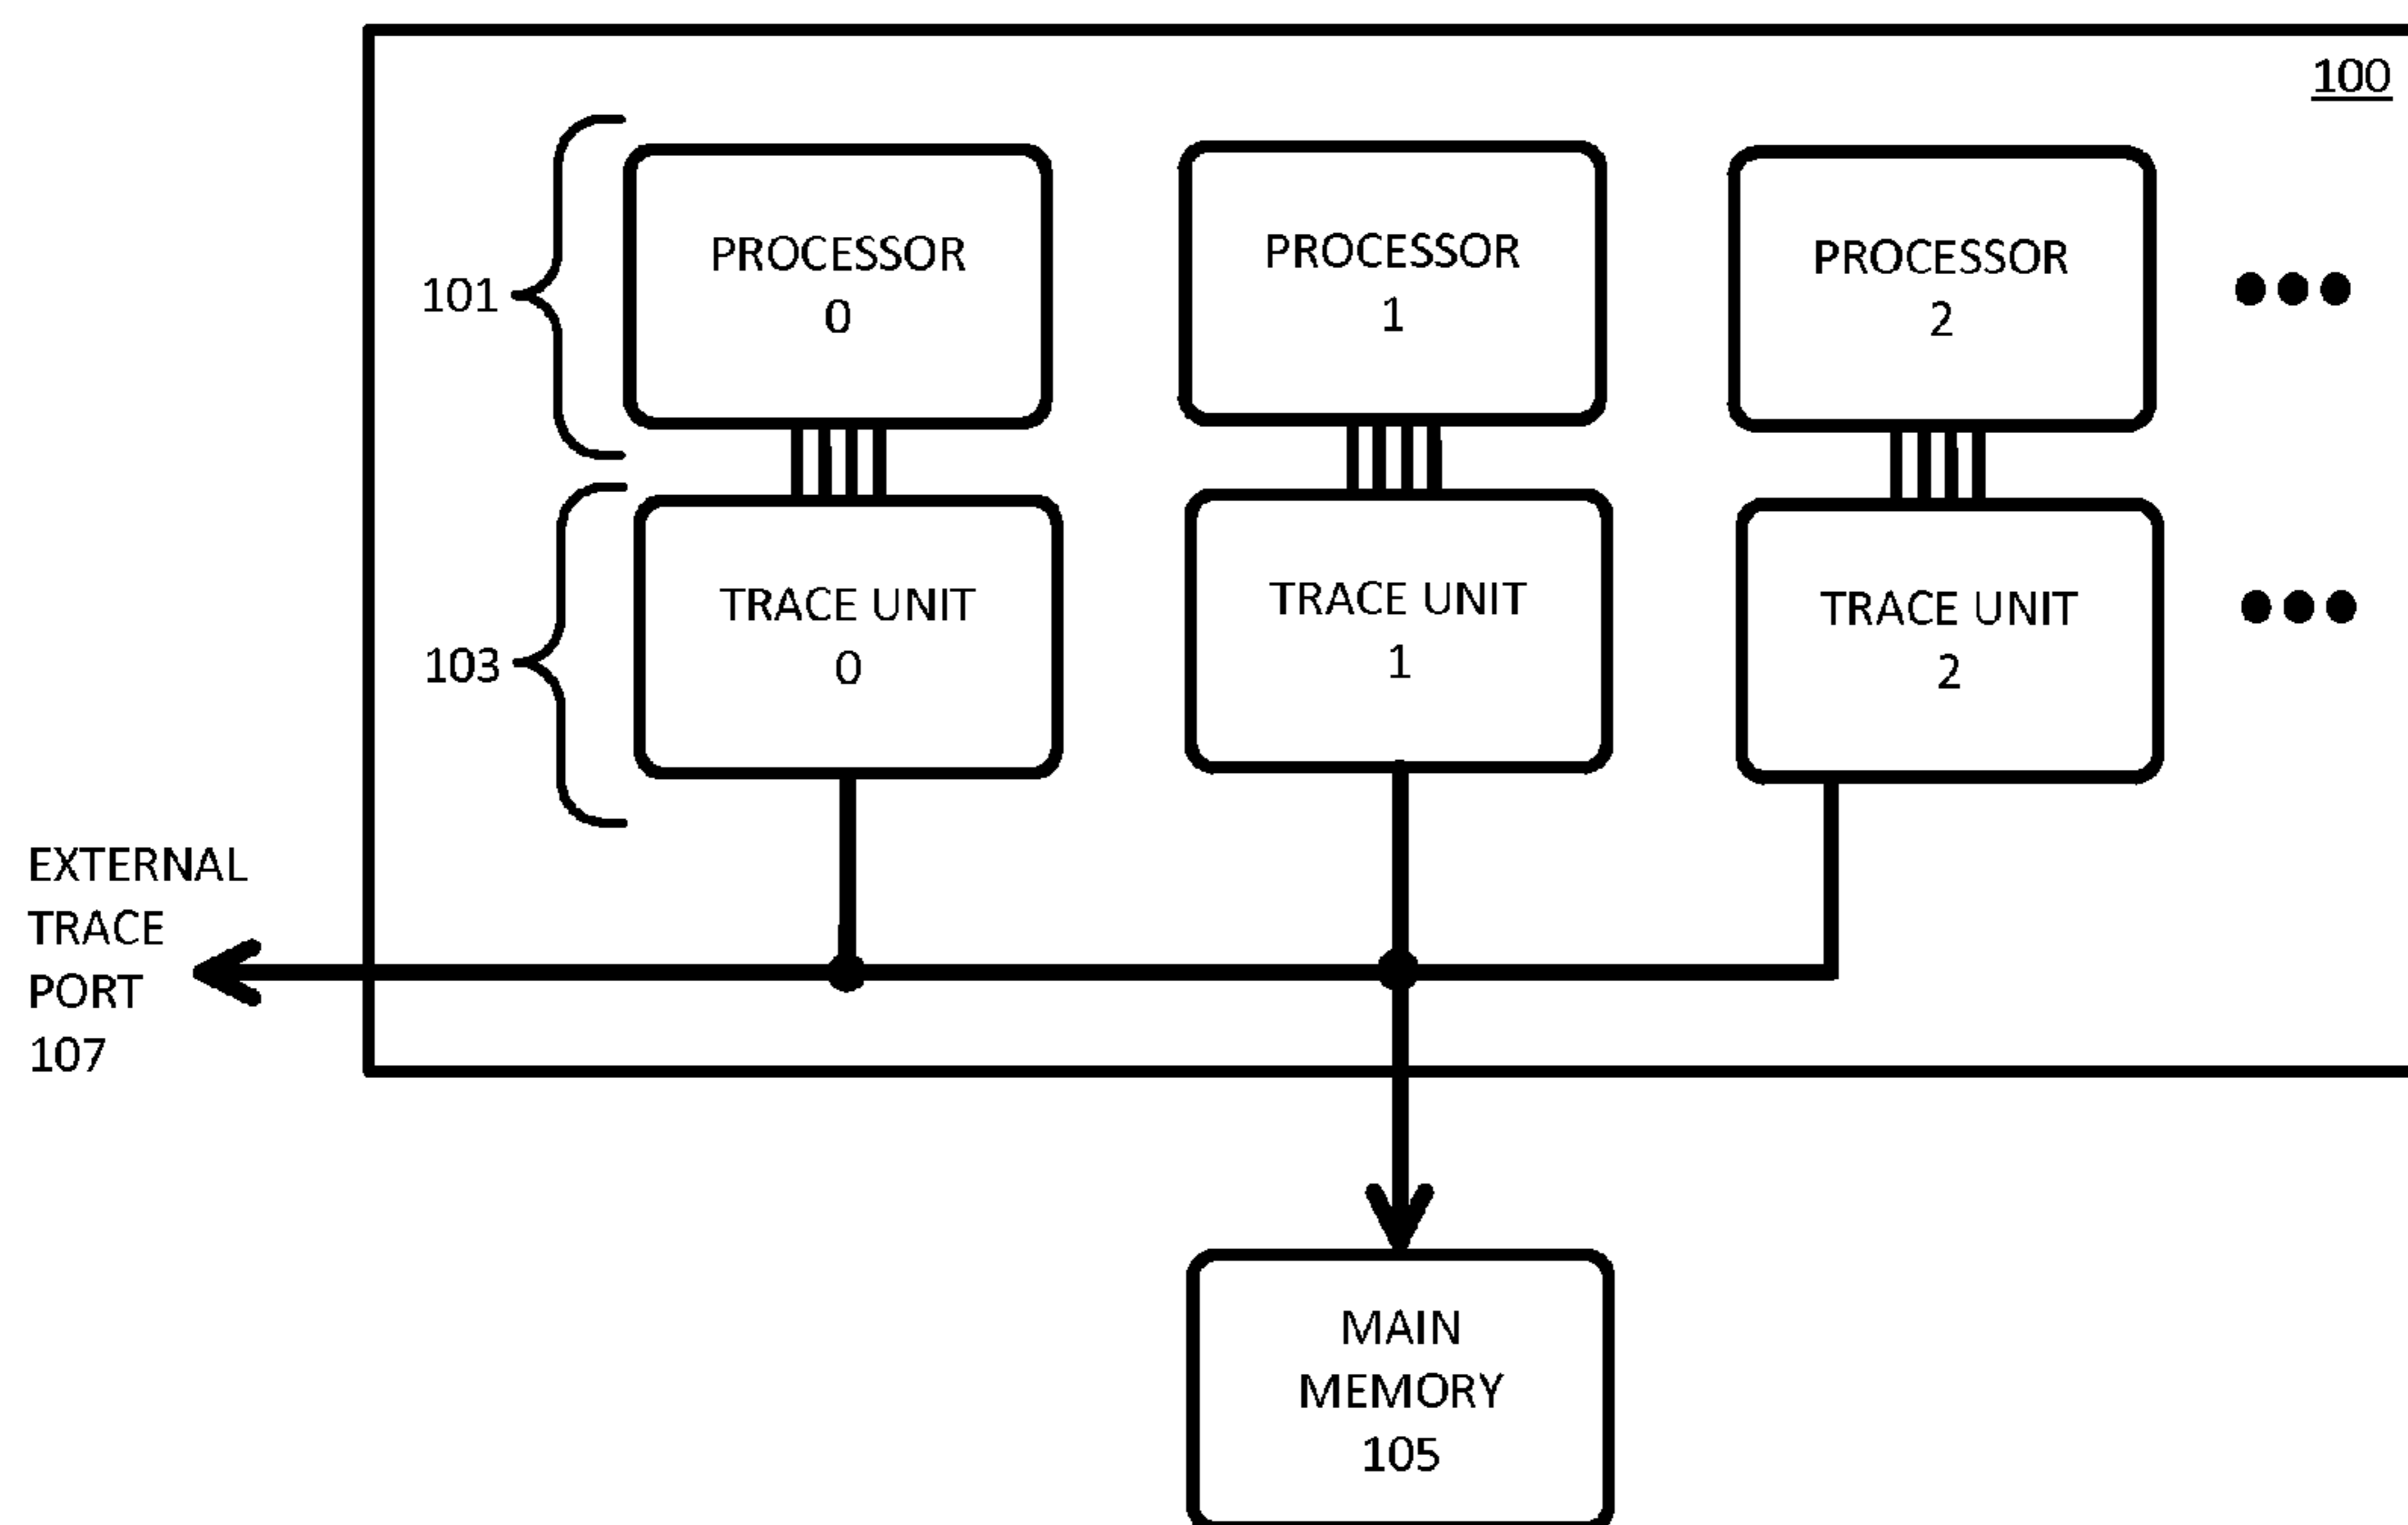 100
PROCESSOR
0
PROCESSOR
1
PROCESSOR
2
101
TRACE UNIT
0
TRACE UNIT
1
TRACE UNIT
2
103
EXTERNAL
TRACE
PORT
107
MAIN
MEMORY
105